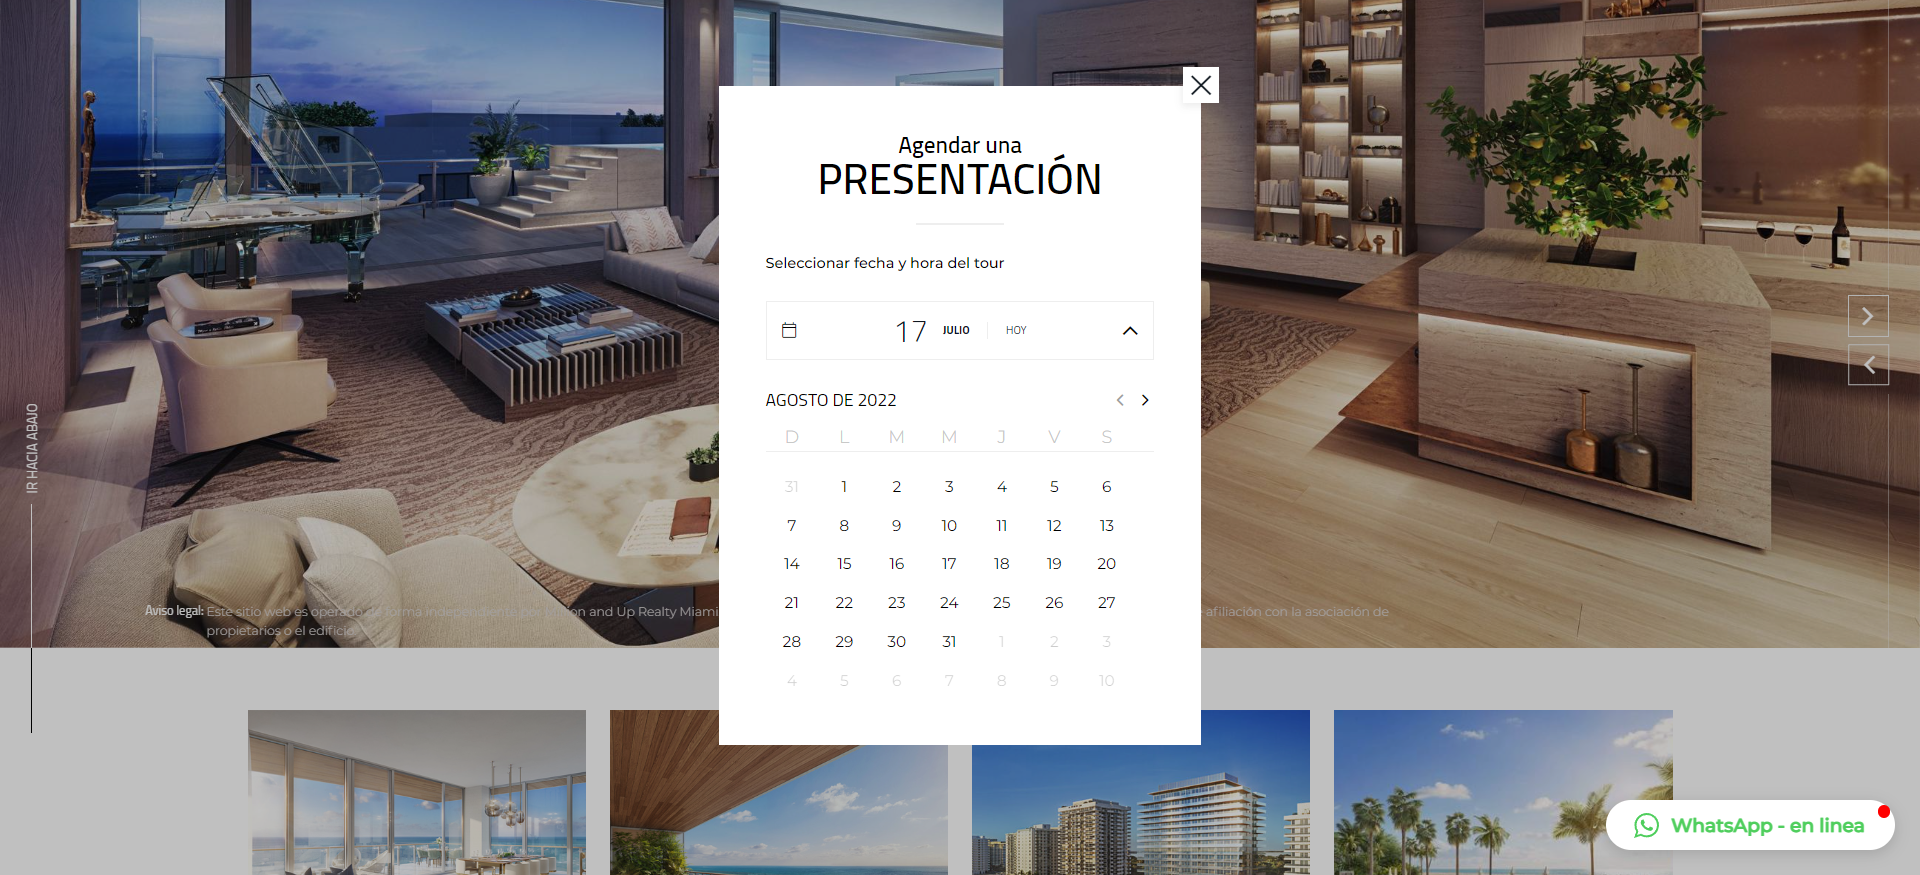 Agendar una
PRESENTACIÓN
Seleccionar fecha y hora del tour
17 JULIO HOY
AGOSTO DE 2022
D L M M J V S
31 1 2 3 4 5 6
7 8 9 10 11 12 13
14 15 16 17 18 19 20
21 22 23 24 25 26 27
28 29 30 31 1 2 3
4 5 6 7 8 9 10
IR HACIA ABAJO
Aviso legal: Este sitio web es operado de forma independiente por Million and Up Realty Miami
afiliación con la asociación de
propietarios o el edificio
WhatsApp - en linea